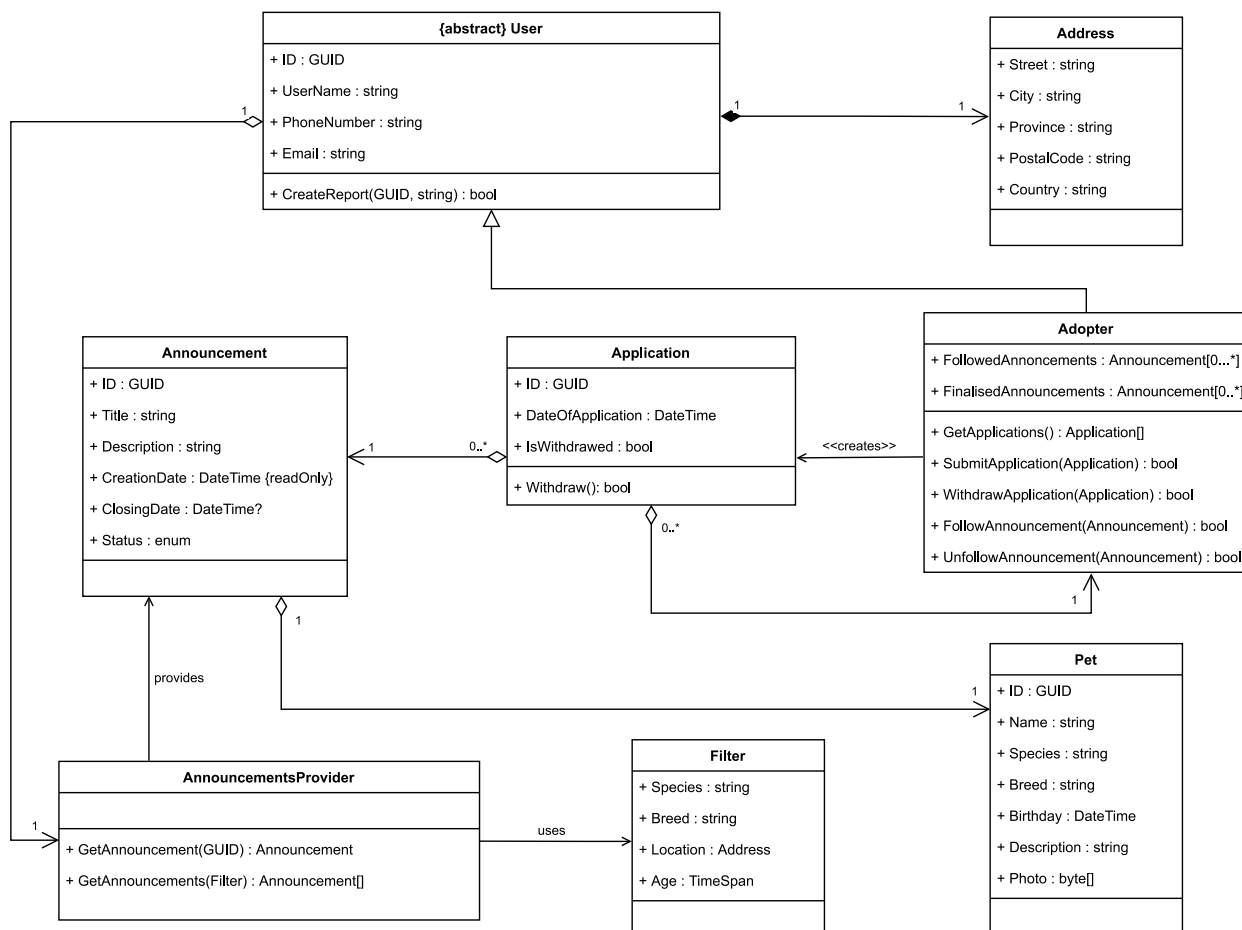 {abstract} User
+ ID : GUID
+ UserName : string
+ PhoneNumber : string
+ Email : string
+ CreateReport(GUID, string) : bool
1
1
1
Address
+ Street : string
+ City : string
+ Province : string
+ PostalCode : string
+ Country : string
Announcement
+ ID : GUID
+ Title : string
+ Description : string
+ CreationDate : DateTime {readOnly}
+ ClosingDate : DateTime?
+ Status : enum
1
0..*
Application
+ ID : GUID
+ DateOfApplication : DateTime
+ IsWithdrawed : bool
+ Withdraw(): bool
0..*
<<creates>>
Adopter
+ FollowedAnnoncements : Announcement[0...*]
+ FinalisedAnnouncements : Announcement[0..*]
+ GetApplications() : Application[]
+ SubmitApplication(Application) : bool
+ WithdrawApplication(Application) : bool
+ FollowAnnouncement(Announcement) : bool
+ UnfollowAnnouncement(Announcement) : bool
1
1
provides
1
Pet
+ ID : GUID
+ Name : string
+ Species : string
+ Breed : string
+ Birthday : DateTime
+ Description : string
+ Photo : byte[]
1
AnnouncementsProvider
+ GetAnnouncement(GUID) : Announcement
+ GetAnnouncements(Filter) : Announcement[]
uses
Filter
+ Species : string
+ Breed : string
+ Location : Address
+ Age : TimeSpan